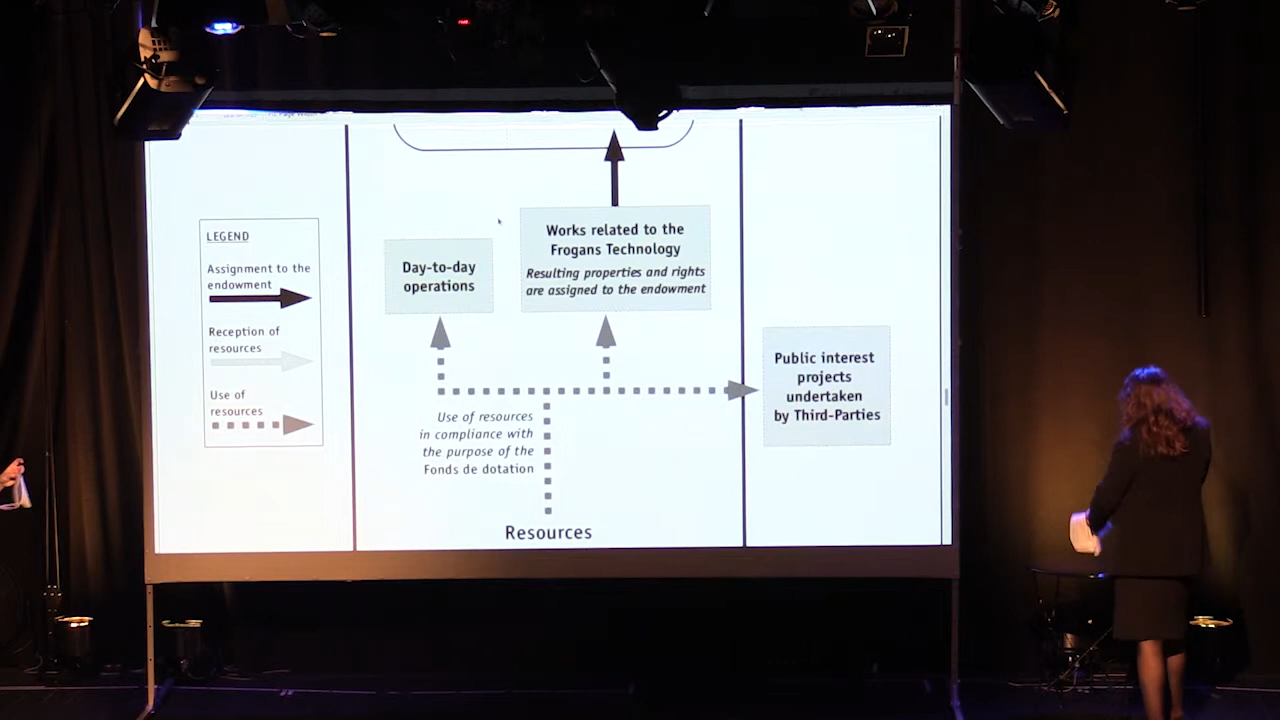 LEGEND
Assignment to the
endowment
Reception of
resources
Use of
resources
Day-to-day
operations
Works related to the
Frogans Technology
Resulting properties and rights
are assigned to the endowment
Public interest
projects
undertaken
by Third-Parties
Use of resources
in compliance with
the purpose of the
Fonds de dotation
Resources